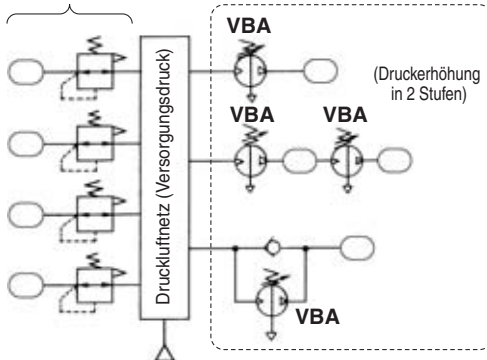 VBA
(Druckerhöhung
in 2 Stufen)
VBA
VBA
Druckluftnetz (Versorgungsdruck)
VBA